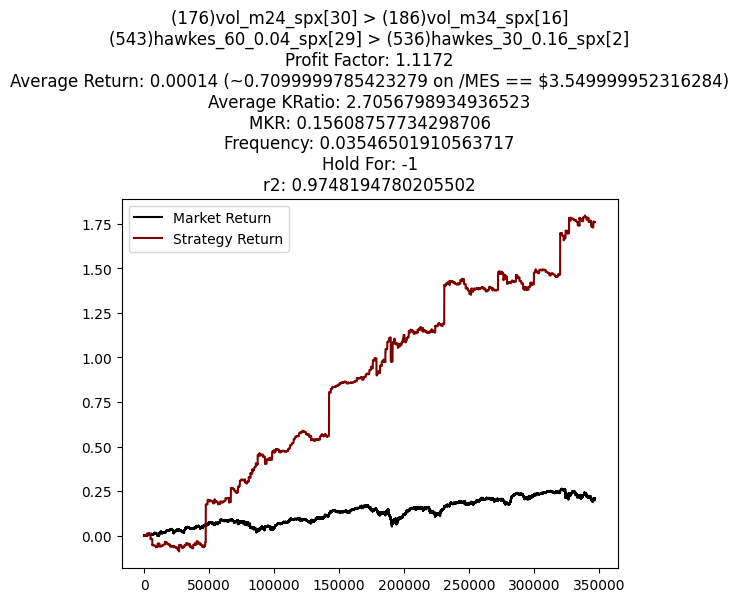 (176)vol_m24_spx[30] > (186)vol_m34_spx[16]
(543)hawkes_60_0.04_spx[29] > (536)hawkes_30_0.16_spx[2]
Profit Factor: 1.1172
Average Return: 0.00014 (~0.7099999785423279 on /MES == $3.549999952316284)
Average KRatio: 2.7056798934936523
MKR: 0.15608757734298706
Frequency: 0.03546501910563717
Hold For: -1
r2: 0.9748194780205502
Market Return
Strategy Return
1.75
1.50
1.25
1.00
0.75
0.50
0.25
0.00
0 50000 100000 150000 200000 250000 300000 350000